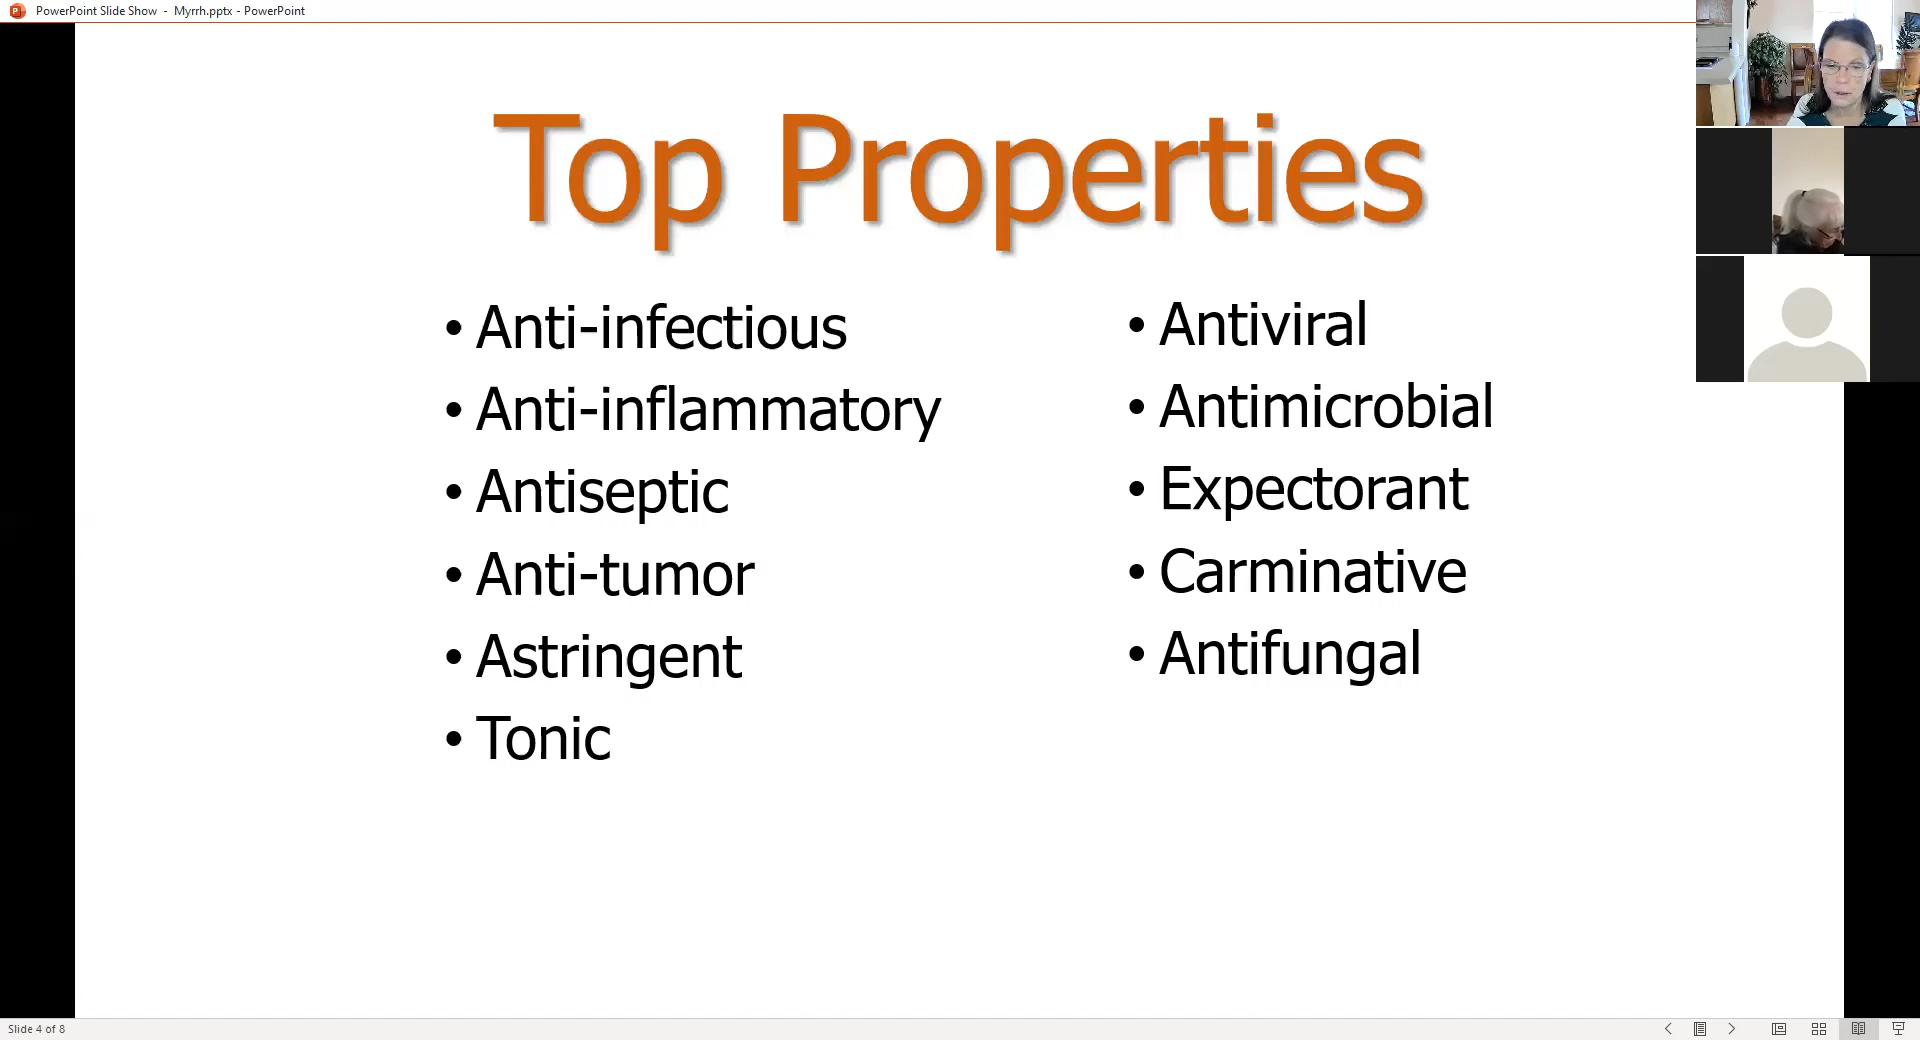 PowerPoint Slide Show - Myrrh.pptx - PowerPoint
Top Properties
• Anti-infectious
• Anti-inflammatory
• Antiseptic
• Anti-tumor
• Astringent
• Tonic
• Antiviral
• Antimicrobial
• Expectorant
• Carminative
• Antifungal
Slide 4 of 8